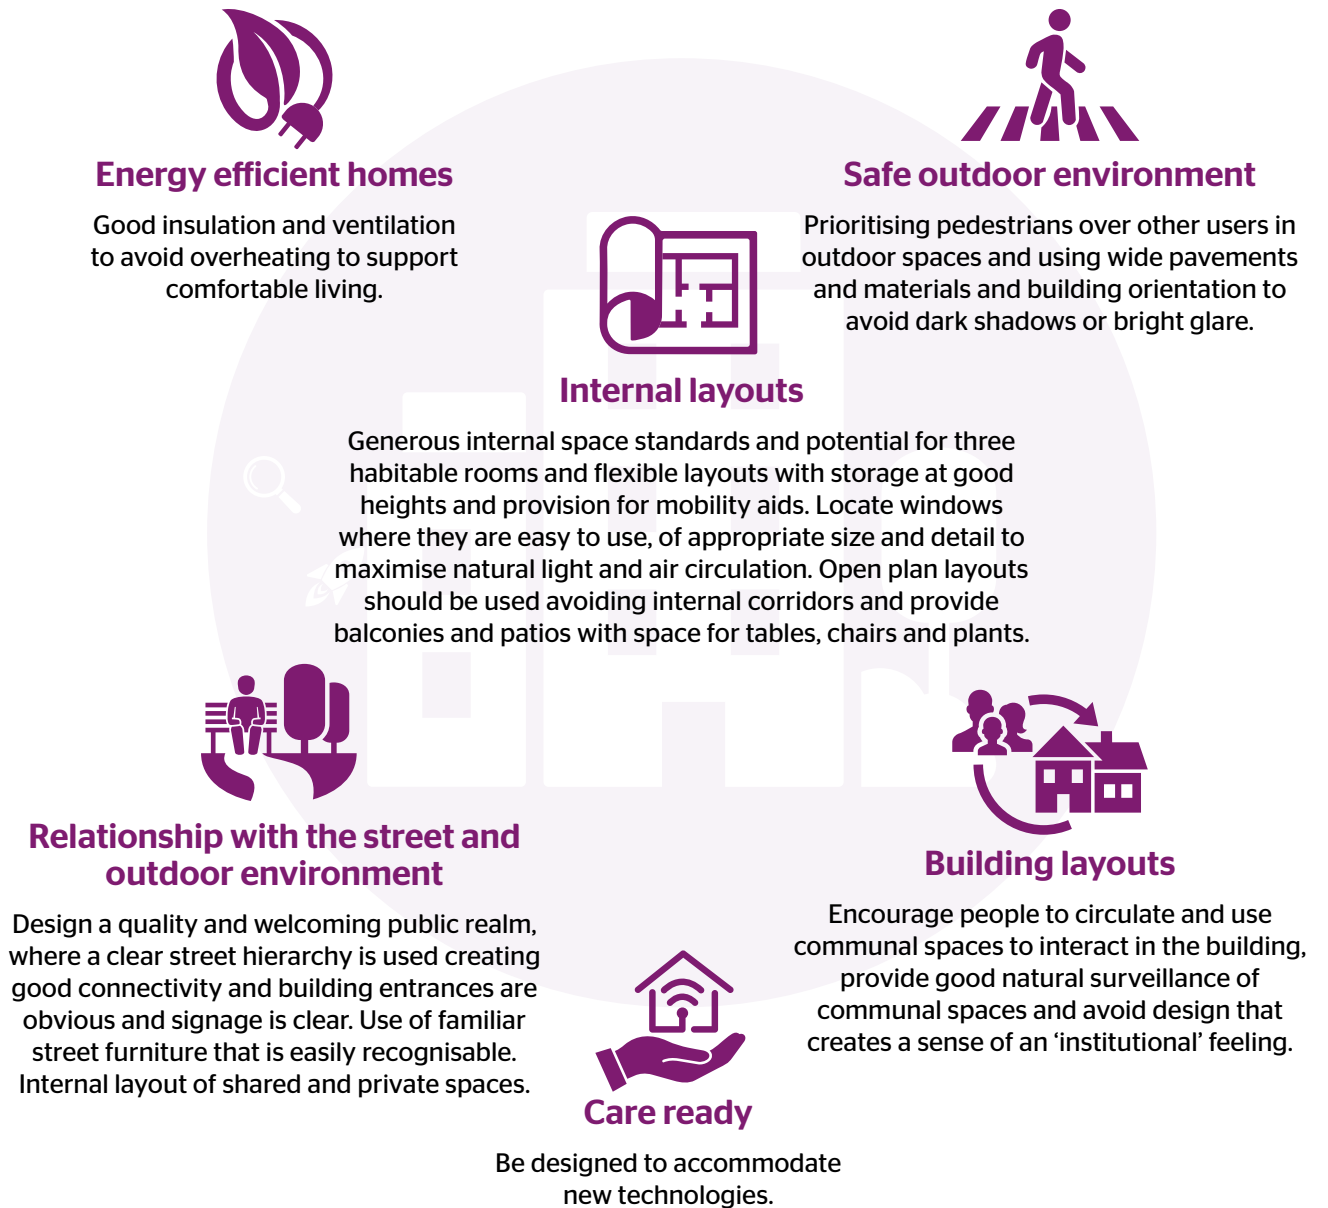 Energy efficient homes
Good insulation and ventilation
to avoid overheating to support
comfortable living.
Safe outdoor environment
Prioritising pedestrians over other users in
outdoor spaces and using wide pavements
and materials and building orientation to
avoid dark shadows or bright glare.
Internal layouts
Generous internal space standards and potential for three
habitable rooms and flexible layouts with storage at good
heights and provision for mobility aids. Locate windows
where they are easy to use, of appropriate size and detail to
maximise natural light and air circulation. Open plan layouts
should be used avoiding internal corridors and provide
balconies and patios with space for tables, chairs and plants.
Relationship with the street and
outdoor environment
Design a quality and welcoming public realm,
where a clear street hierarchy is used creating
good connectivity and building entrances are
obvious and signage is clear. Use of familiar
street furniture that is easily recognisable.
Internal layout of shared and private spaces.
Building layouts
Encourage people to circulate and use
communal spaces to interact in the building,
provide good natural surveillance of
communal spaces and avoid design that
creates a sense of an ‘institutional’ feeling.
Care ready
Be designed to accommodate
new technologies.